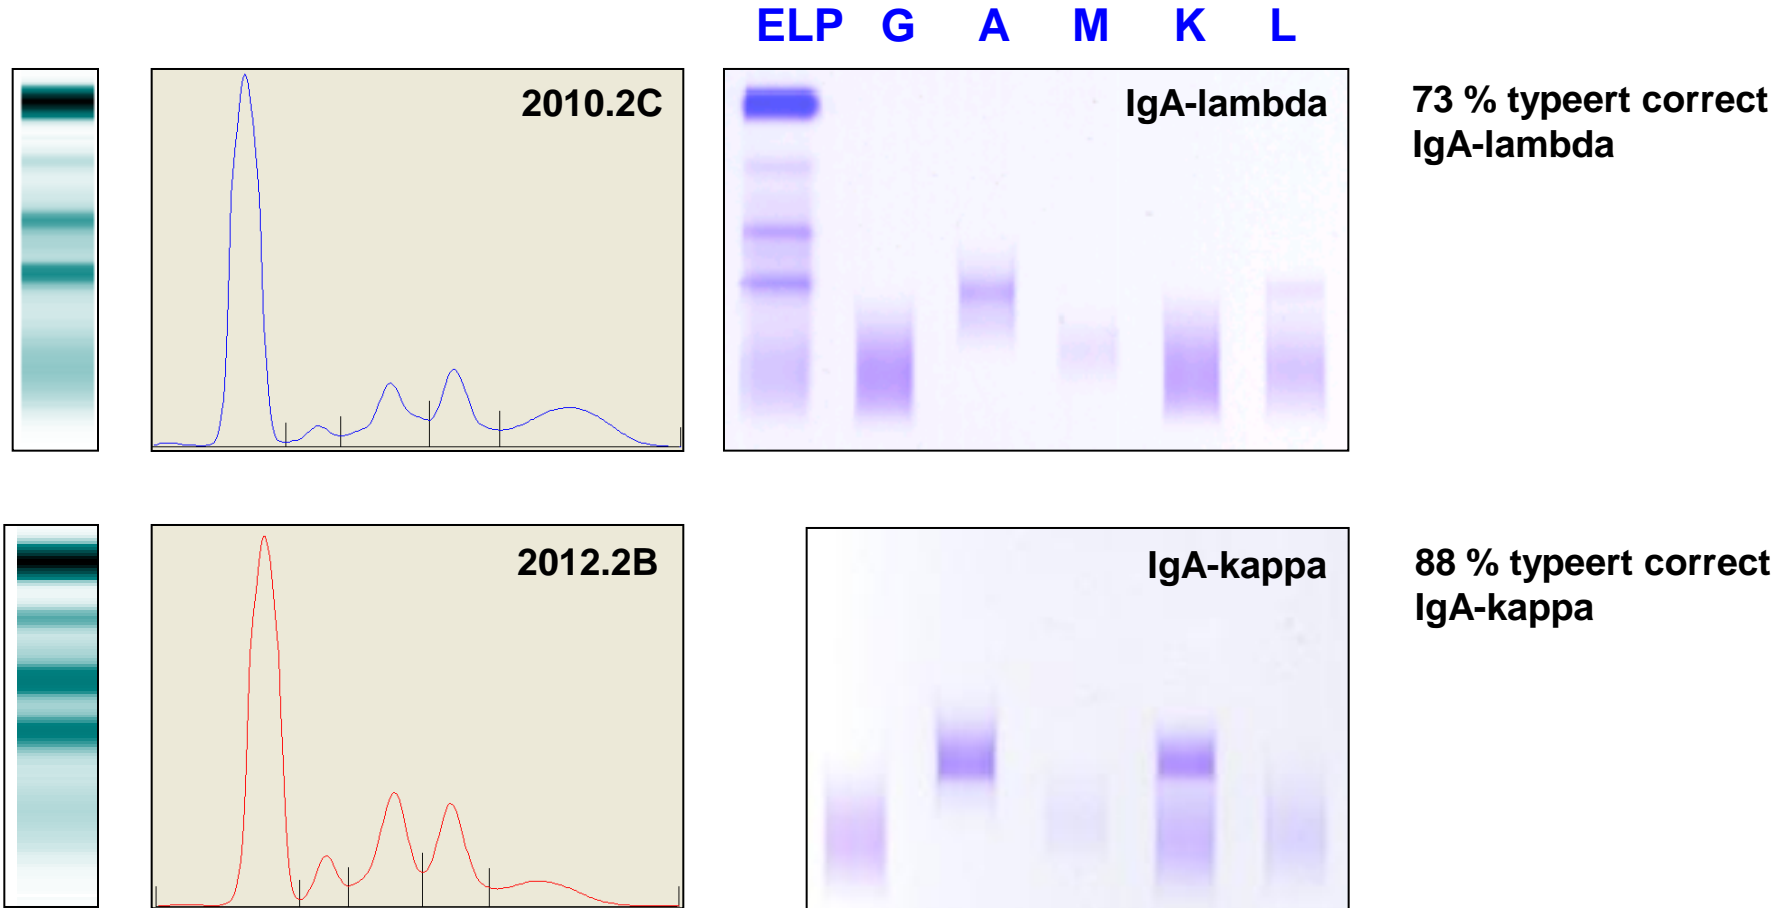 ELP G A M K L
2010.2C
IgA-lambda
73 % typeert correct
IgA-lambda
2012.2B
IgA-kappa
88 % typeert correct
IgA-kappa